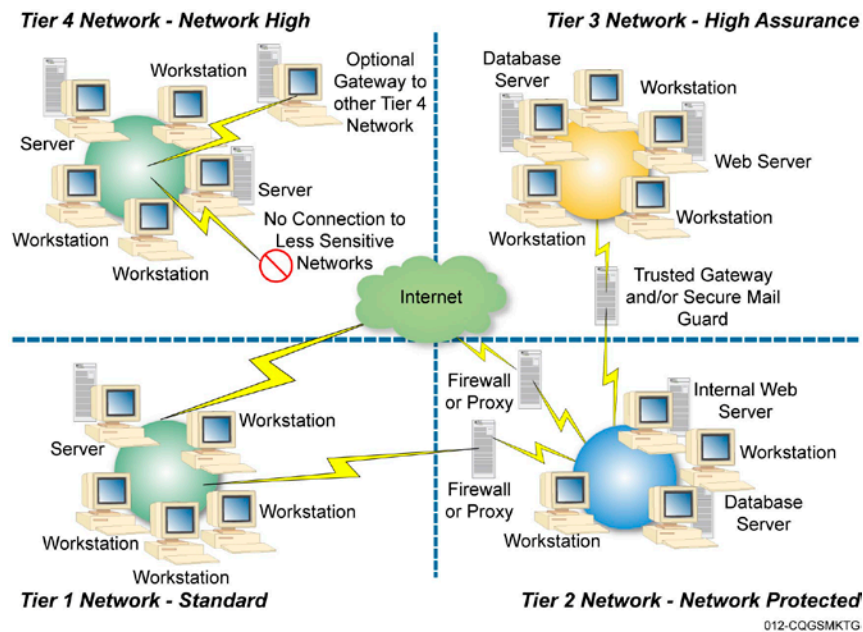 Tier 4 Network - Network High
Tier 3 Network - High Assurance
Workstation
Optional
Gateway to
other Tier 4
Network
Server
Server
Workstation
Workstation
No Connection to
Less Sensitive
Networks
Database
Server
Workstation
Web Server
Workstation
Trusted Gateway
and/or Secure Mail
Guard
Internet
Server
Workstation
Workstation
Workstation
Workstation
Firewall
or Proxy
Firewall
or Proxy
Internal Web
Server
Workstation
Database
Server
Workstation
Tier 1 Network - Standard
Tier 2 Network - Network Protected
012-CQGSMKTG